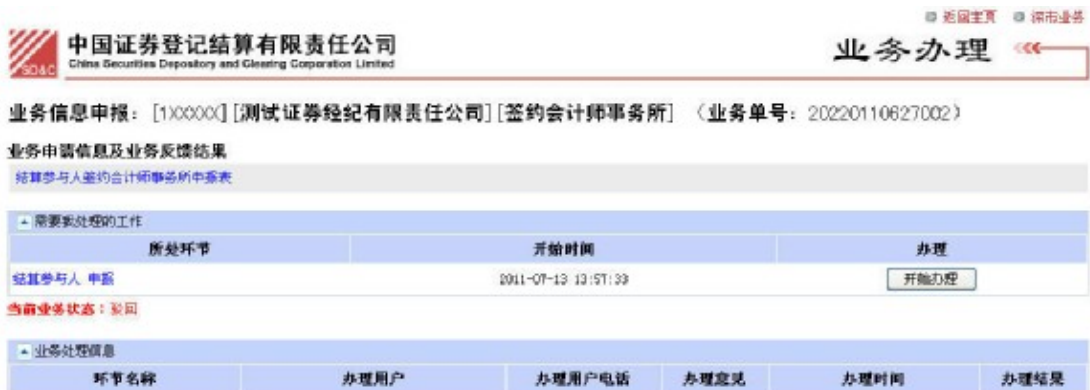 返回主页 深市业务
中国证券登记结算有限责任公司
China Securities Depository and Clearing Corporation Limited
SD&C
业务办理
业务信息申报：[1XXXXX][测试证券经纪有限责任公司][签约会计师事务所] （业务单号：20220110627002）
业务申请信息及业务反馈结果
结算参与人签约会计师事务所申报表
需要我处理的工作
所处环节 开始时间 办理
结算参与人 申报 2011-07-13 13:57:33 开始办理
当前业务状态：驳回
业务处理信息
环节名称 办理用户 办理用户电话 办理意见 办理时间 办理结果